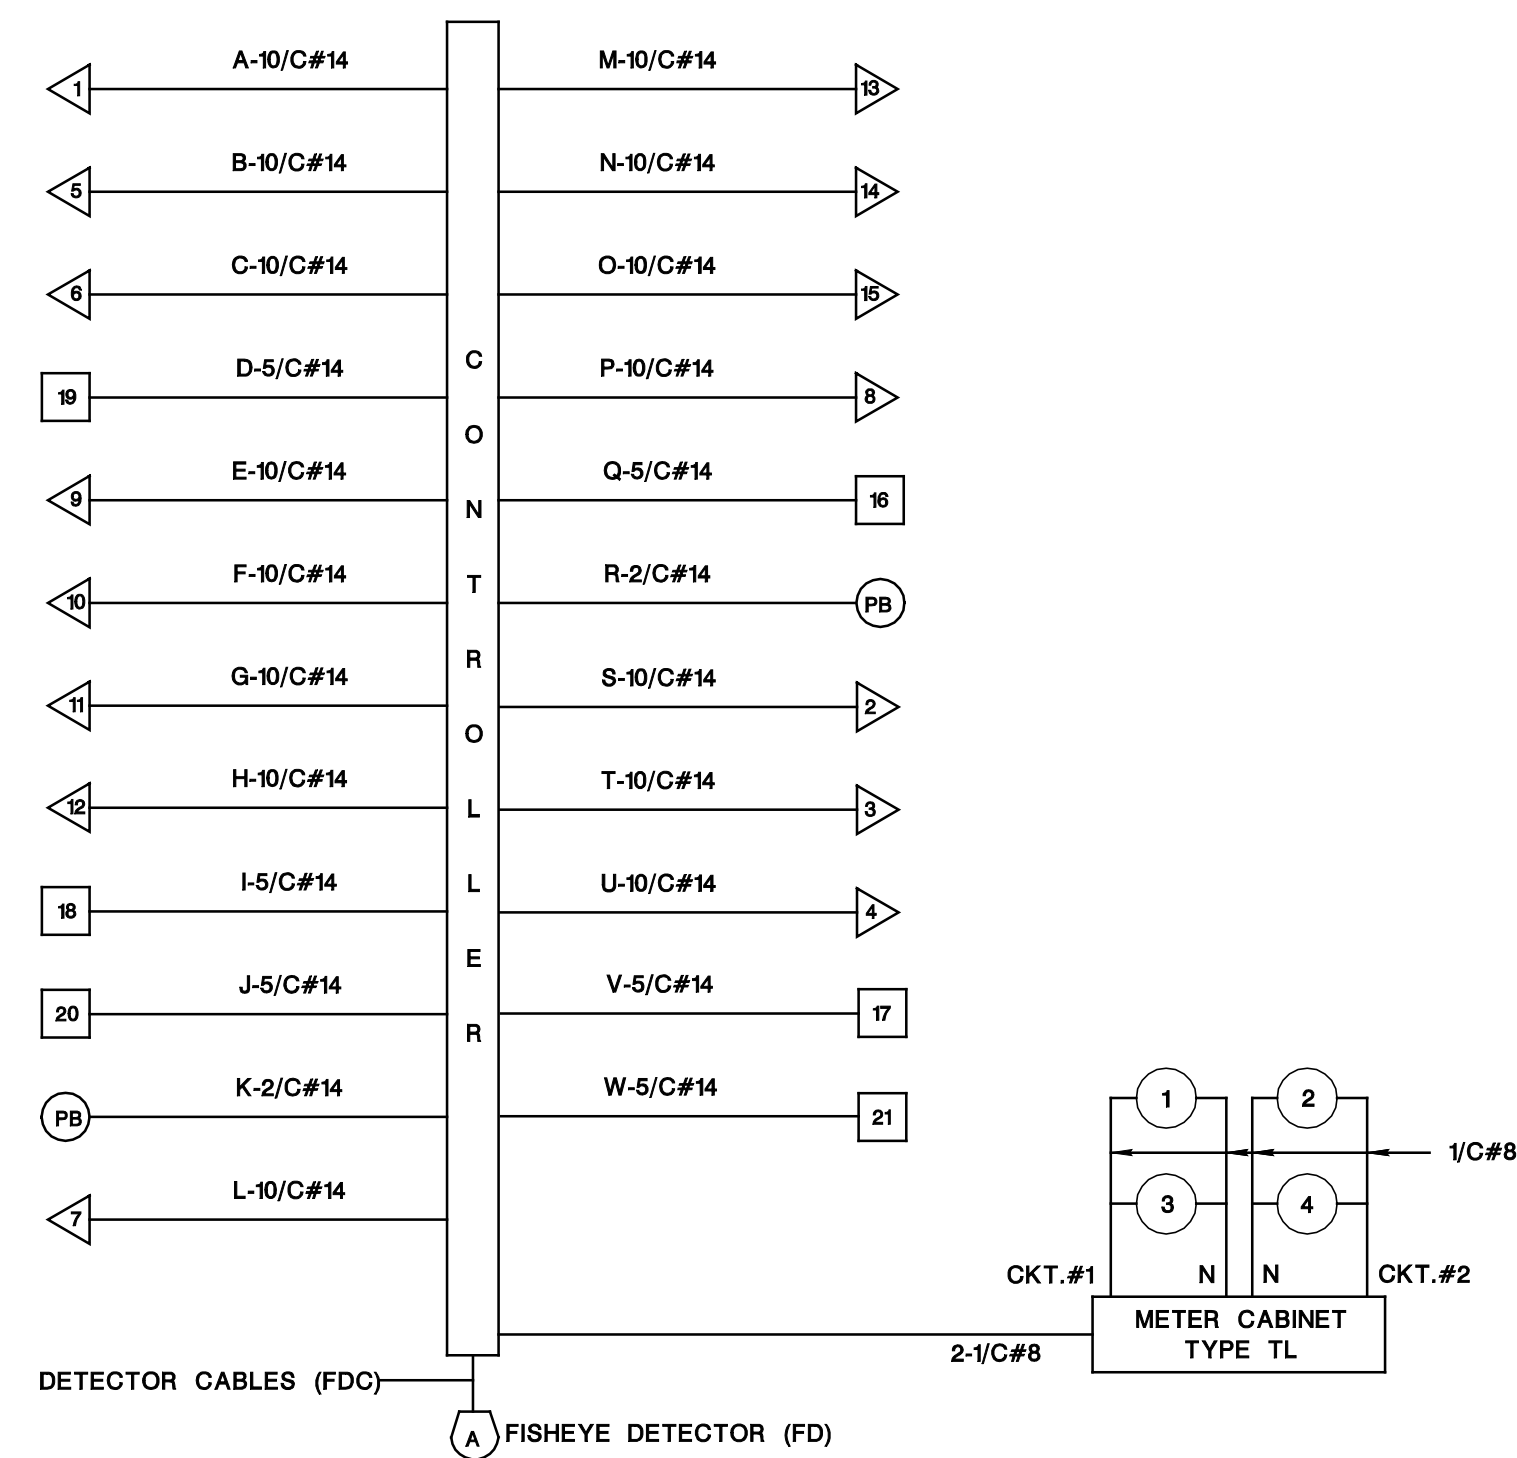 A-10/C#14
1
M-10/C#14
13
B-10/C#14
5
N-10/C#14
14
C-10/C#14
6
O-10/C#14
15
D-5/C#14
19
P-10/C#14
8
E-10/C#14
9
Q-5/C#14
16
F-10/C#14
10
R-2/C#14
PB
G-10/C#14
11
S-10/C#14
2
H-10/C#14
12
T-10/C#14
3
I-5/C#14
18
U-10/C#14
4
J-5/C#14
20
V-5/C#14
17
K-2/C#14
PB
W-5/C#14
21
L-10/C#14
7
CONTROLLER
1
2
1/C#8
3
4
CKT.#1
N
N
CKT.#2
METER CABINET
TYPE TL
2-1/C#8
DETECTOR CABLES (FDC)
A
FISHEYE DETECTOR (FD)